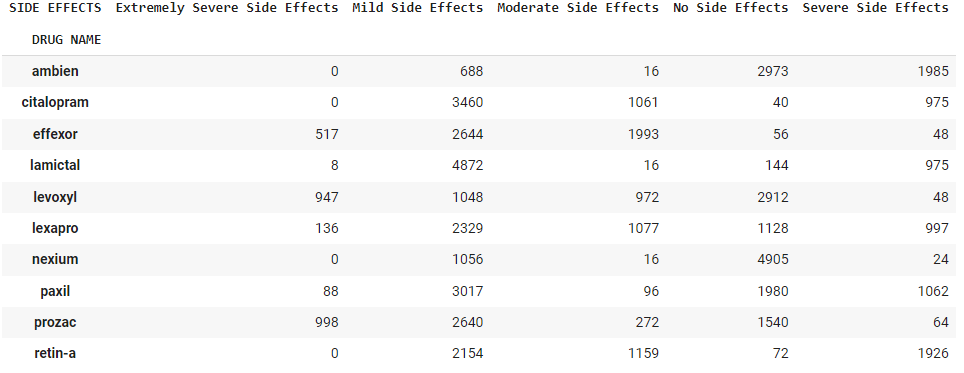 SIDE EFFECTS Extremely Severe Side Effects Mild Side Effects Moderate Side Effects No Side Effects Severe Side Effects
DRUG NAME
ambien 0 688 16 2973 1985
citalopram 0 3460 1061 40 975
effexor 517 2644 1993 56 48
lamictal 8 4872 16 144 975
levoxyl 947 1048 972 2912 48
lexapro 136 2329 1077 1128 997
nexium 0 1056 16 4905 24
paxil 88 3017 96 1980 1062
prozac 998 2640 272 1540 64
retin-a 0 2154 1159 72 1926